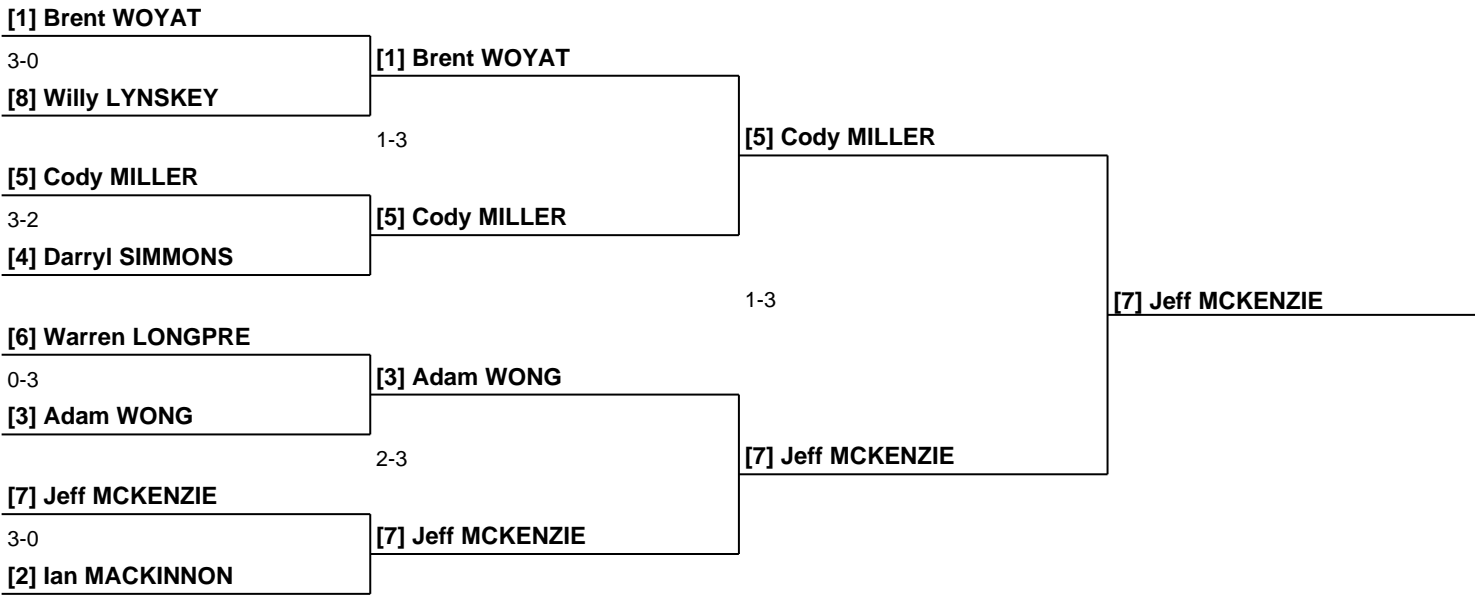 [1] Brent WOYAT
3-0
[1] Brent WOYAT
[8] Willy LYNSKEY
1-3
[5] Cody MILLER
[5] Cody MILLER
3-2
[5] Cody MILLER
[4] Darryl SIMMONS
1-3
[7] Jeff MCKENZIE
[6] Warren LONGPRE
0-3
[3] Adam WONG
[3] Adam WONG
2-3
[7] Jeff MCKENZIE
[7] Jeff MCKENZIE
3-0
[7] Jeff MCKENZIE
[2] Ian MACKINNON